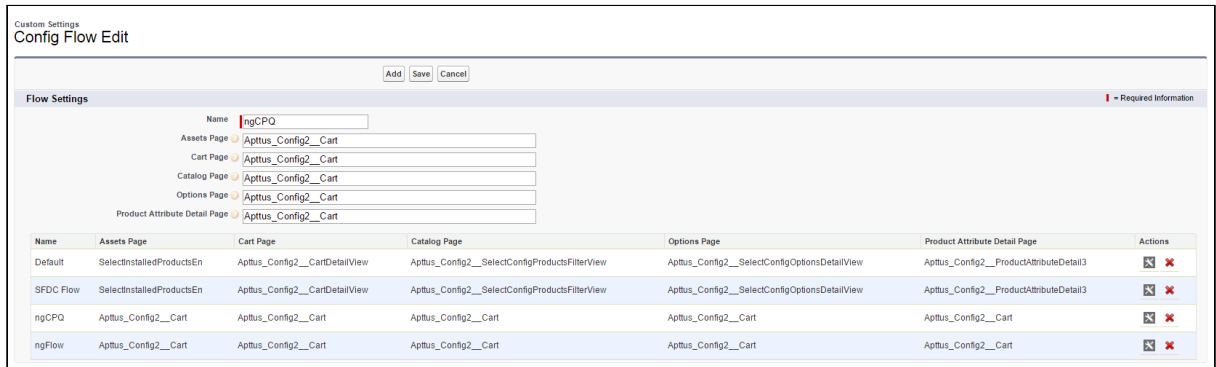 Custom Settings
Config Flow Edit
Add Save Cancel
Flow Settings
= Required Information
Name ngCPQ
Assets Page Apttus_Config2__Cart
Cart Page Apttus_Config2__Cart
Catalog Page Apttus_Config2__Cart
Options Page Apttus_Config2__Cart
Product Attribute Detail Page Apttus_Config2__Cart
Name Assets Page Cart Page Catalog Page Options Page Product Attribute Detail Page Actions
Default SelectInstalledProductsEn Apttus_Config2__CartDetailView Apttus_Config2__SelectConfigProductsFilterView Apttus_Config2__SelectConfigOptionsDetailView Apttus_Config2__ProductAttributeDetail3
SFDC Flow SelectInstalledProductsEn Apttus_Config2__CartDetailView Apttus_Config2__SelectConfigProductsFilterView Apttus_Config2__SelectConfigOptionsDetailView Apttus_Config2__ProductAttributeDetail3
ngCPQ Apttus_Config2__Cart Apttus_Config2__Cart Apttus_Config2__Cart Apttus_Config2__Cart Apttus_Config2__Cart
ngFlow Apttus_Config2__Cart Apttus_Config2__Cart Apttus_Config2__Cart Apttus_Config2__Cart Apttus_Config2__Cart